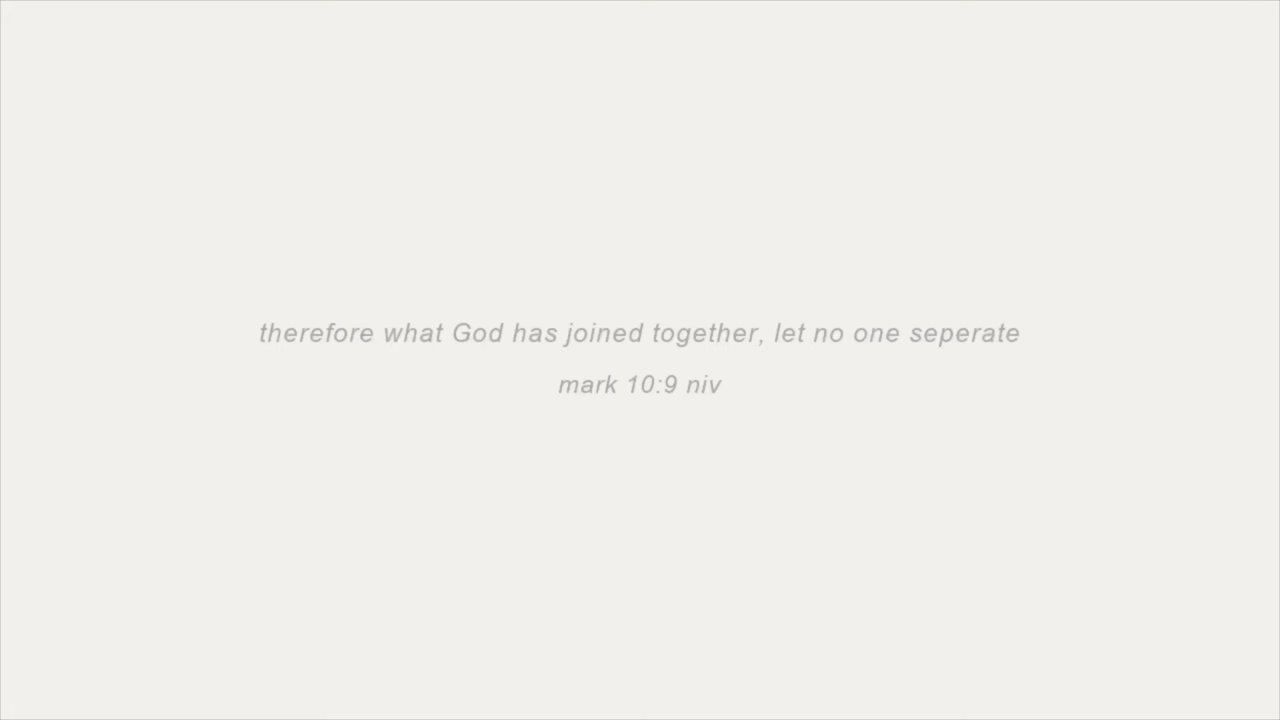 therefore what God has joined together, let no one seperate
mark 10:9 niv